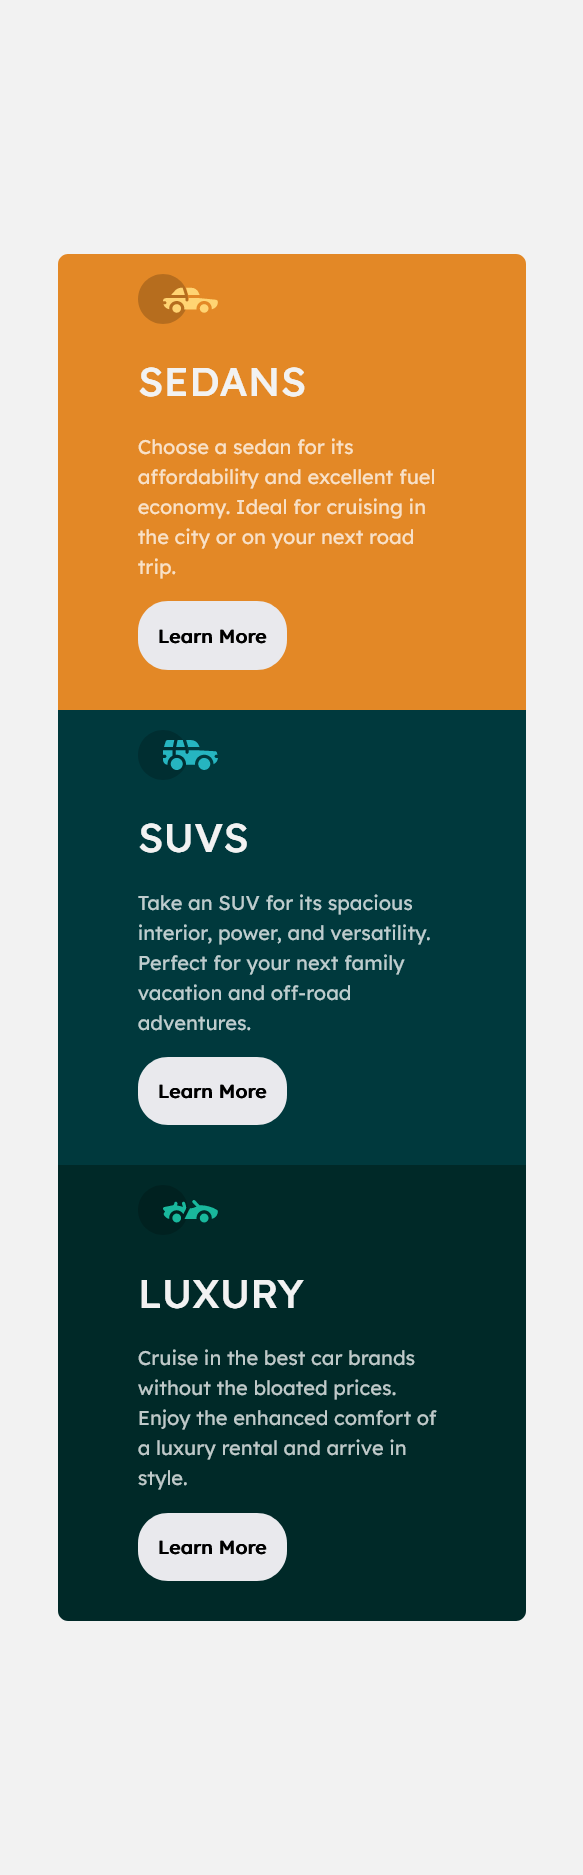 SEDANS
Choose a sedan for its
affordability and excellent fuel
economy. Ideal for cruising in
the city or on your next road
trip.
Learn More
SUVS
Take an SUV for its spacious
interior, power, and versatility.
Perfect for your next family
vacation and off-road
adventures.
Learn More
LUXURY
Cruise in the best car brands
without the bloated prices.
Enjoy the enhanced comfort of
a luxury rental and arrive in
style.
Learn More